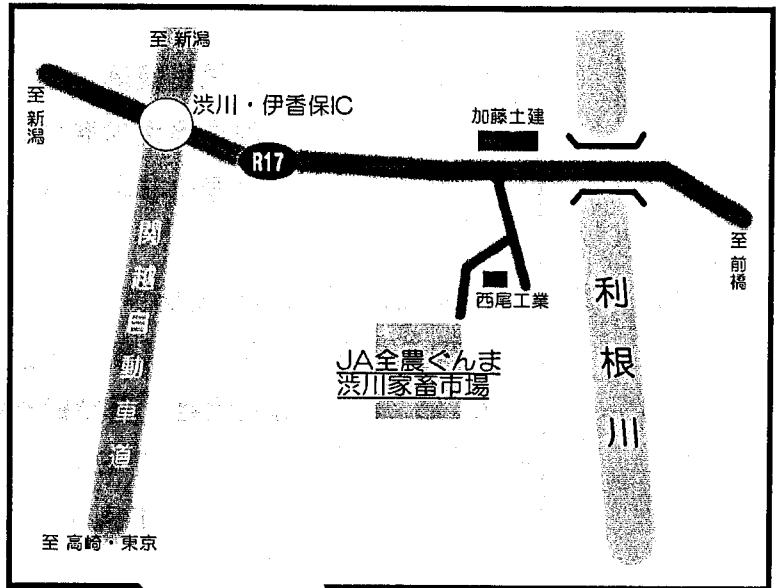 至 新潟
至 新潟
渋川・伊香保IC
R17
加藤土建
至 前橋
関越自動車道
西尾工業
利根川
JA全農ぐんま
渋川家畜市場
至 高崎・東京